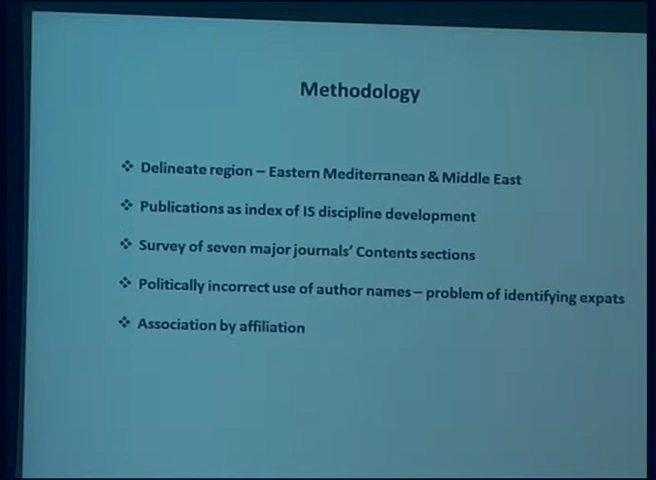 Methodology
❖ Delineate region – Eastern Mediterranean & Middle East
❖ Publications as index of IS discipline development
❖ Survey of seven major journals' Contents sections
❖ Politically incorrect use of author names – problem of identifying expats
❖ Association by affiliation